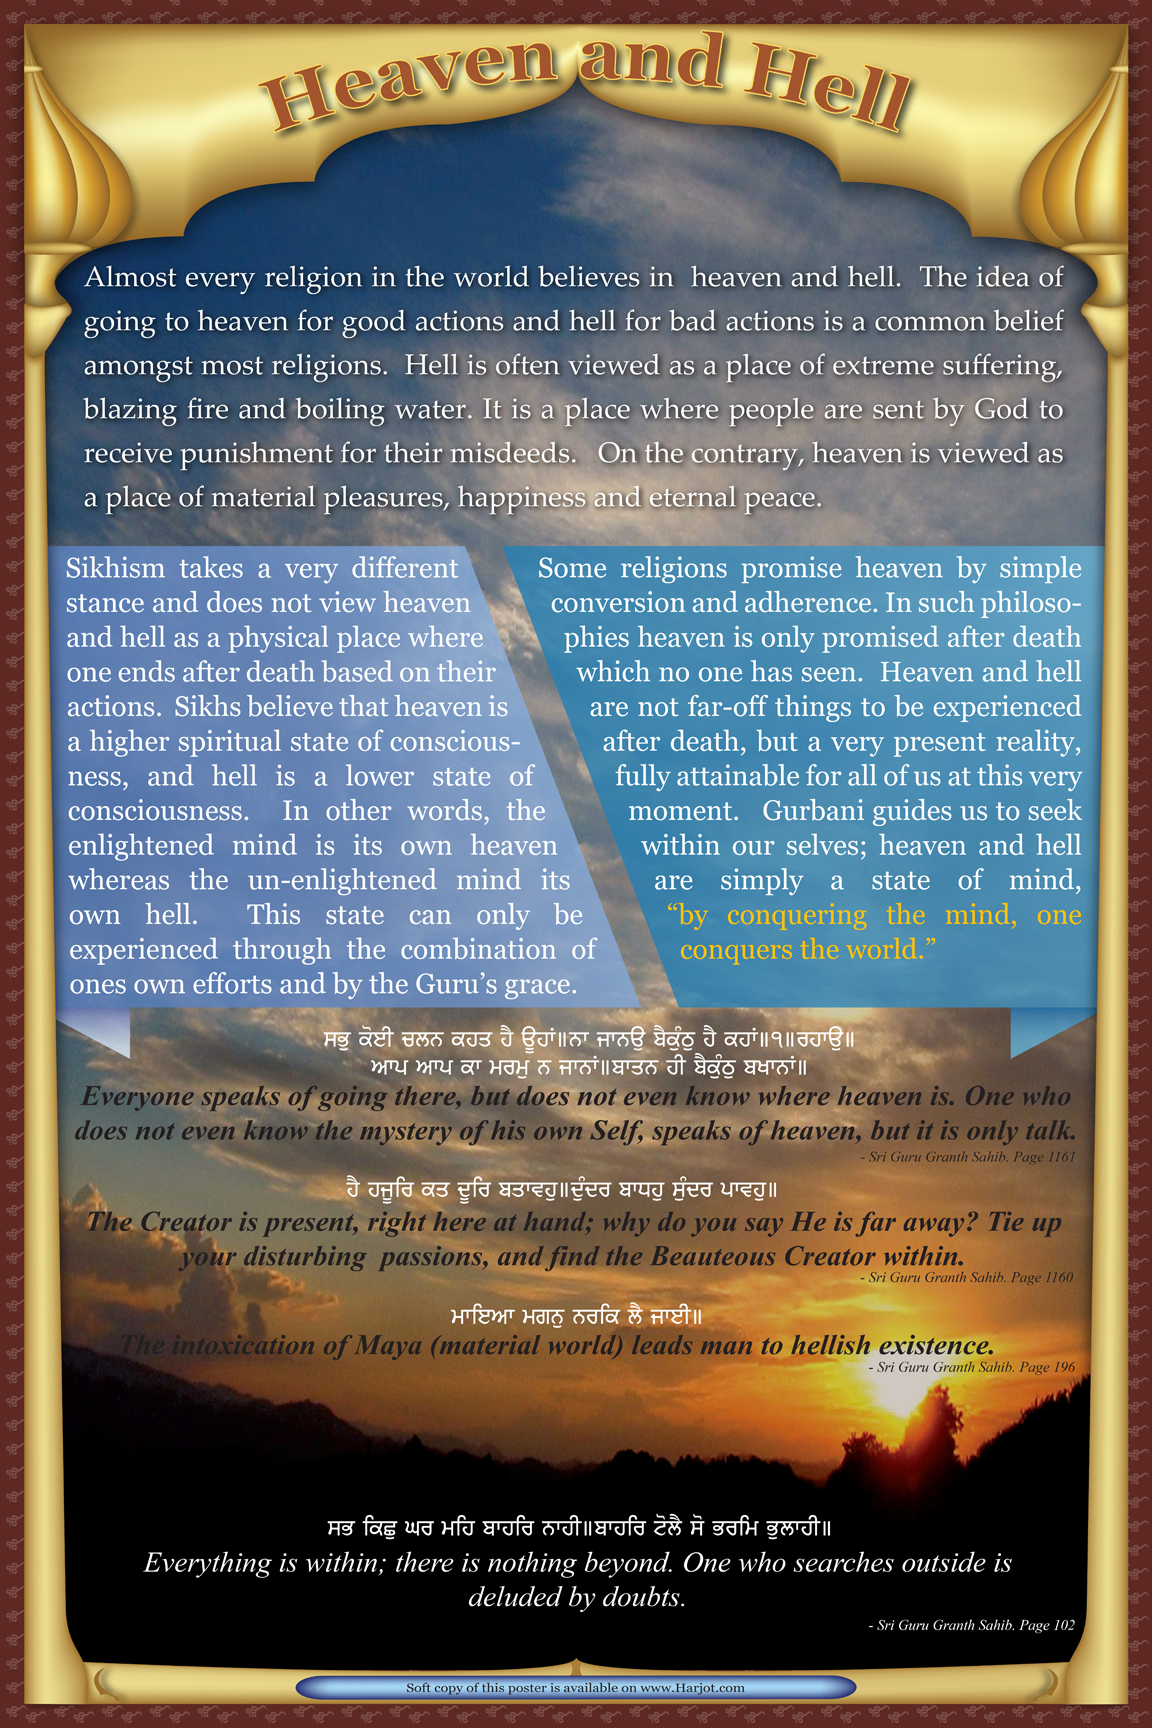 Heaven and Hell
Almost every religion in the world believes in heaven and hell. The idea of
going to heaven for good actions and hell for bad actions is a common belief
amongst most religions. Hell is often viewed as a place of extreme suffering,
blazing fire and boiling water. It is a place where people are sent by God to
receive punishment for their misdeeds. On the contrary, heaven is viewed as
a place of material pleasures, happiness and eternal peace.
Sikhism takes a very different
stance and does not view heaven
and hell as a physical place where
one ends after death based on their
actions. Sikhs believe that heaven is
a higher spiritual state of conscious-
ness, and hell is a lower state of
consciousness. In other words, the
enlightened mind is its own heaven
whereas the un-enlightened mind its
own hell. This state can only be
experienced through the combination of
ones own efforts and by the Guru's grace.
Some religions promise heaven by simple
conversion and adherence. In such philoso-
phies heaven is only promised after death
which no one has seen. Heaven and hell
are not far-off things to be experienced
after death, but a very present reality,
fully attainable for all of us at this very
moment. Gurbani guides us to seek
within our selves; heaven and hell
are simply a state of mind,
“by conquering the mind, one
conquers the world.”
ਸਭੁ ਕੋਈ ਚਲਨ ਕਹਤ ਹੈ ਊਹਾਂ॥ਨਾ ਜਾਨਉ ਬੈਕੁੰਠੁ ਹੈ ਕਹਾਂ॥੧॥ਰਹਾਉ॥
ਆਪ ਆਪ ਕਾ ਮਰਮੁ ਨ ਜਾਨਾਂ॥ਬਾਤਨ ਹੀ ਬੈਕੁੰਠੁ ਬਖਾਨਾਂ॥
Everyone speaks of going there, but does not even know where heaven is. One who
does not even know the mystery of his own Self, speaks of heaven, but it is only talk.
- Sri Guru Granth Sahib. Page 1161
ਹੈ ਹਜੂਰਿ ਕਤ ਦੂਰਿ ਬਤਾਵਹੁ॥ਦੁੰਦਰ ਬਾਧਹੁ ਸੁੰਦਰ ਪਾਵਹੁ॥
The Creator is present, right here at hand; why do you say He is far away? Tie up
your disturbing passions, and find the Beauteous Creator within.
- Sri Guru Granth Sahib. Page 1160
ਮਾਇਆ ਮਗਨੁ ਨਰਕਿ ਲੈ ਜਾਈ॥
The intoxication of Maya (material world) leads man to hellish existence.
- Sri Guru Granth Sahib. Page 196
ਸਭ ਕਿਛੁ ਘਰ ਮਹਿ ਬਾਹਰਿ ਨਾਹੀ॥ਬਾਹਰਿ ਟੋਲੈ ਸੋ ਭਰਮਿ ਭੁਲਾਹੀ॥
Everything is within; there is nothing beyond. One who searches outside is
deluded by doubts.
- Sri Guru Granth Sahib. Page 102
Soft copy of this poster is available on www.Harjot.com